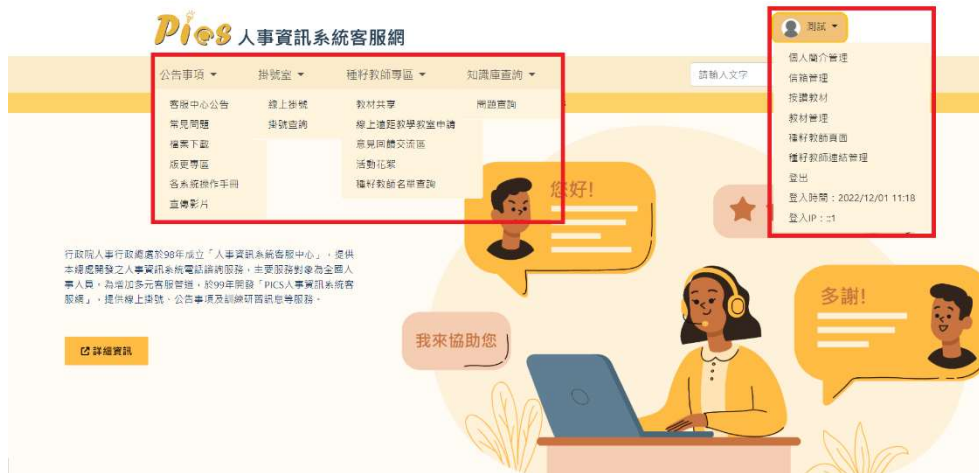 Pics 人事資訊系統客服網
測試
公告事項 掛號室 種籽教師專區 知識庫查詢
請輸入文字
客服中心公告
常見問題
檔案下載
版更專區
各系統操作手冊
宣傳影片
線上掛號
掛號查詢
教材共享
線上遠距教學教室申請
意見回饋交流區
活動花絮
種籽教師名單查詢
問題查詢
個人簡介管理
信箱管理
按讚教材
教材管理
種籽教師頁面
種籽教師連結管理
登出
登入時間：2022/12/01 11:18
登入IP：::1
您好!
行政院人事行政總處於98年成立「人事資訊系統客服中心」，提供
本總處開發之人事資訊系統電話諮詢服務，主要服務對象為全國人
事人員，為增加多元客服管道，於99年開發「PICS人事資訊系統客
服網」，提供線上掛號、公告事項及訓練研習訊息等服務。
詳細資訊
我來協助您
多謝!